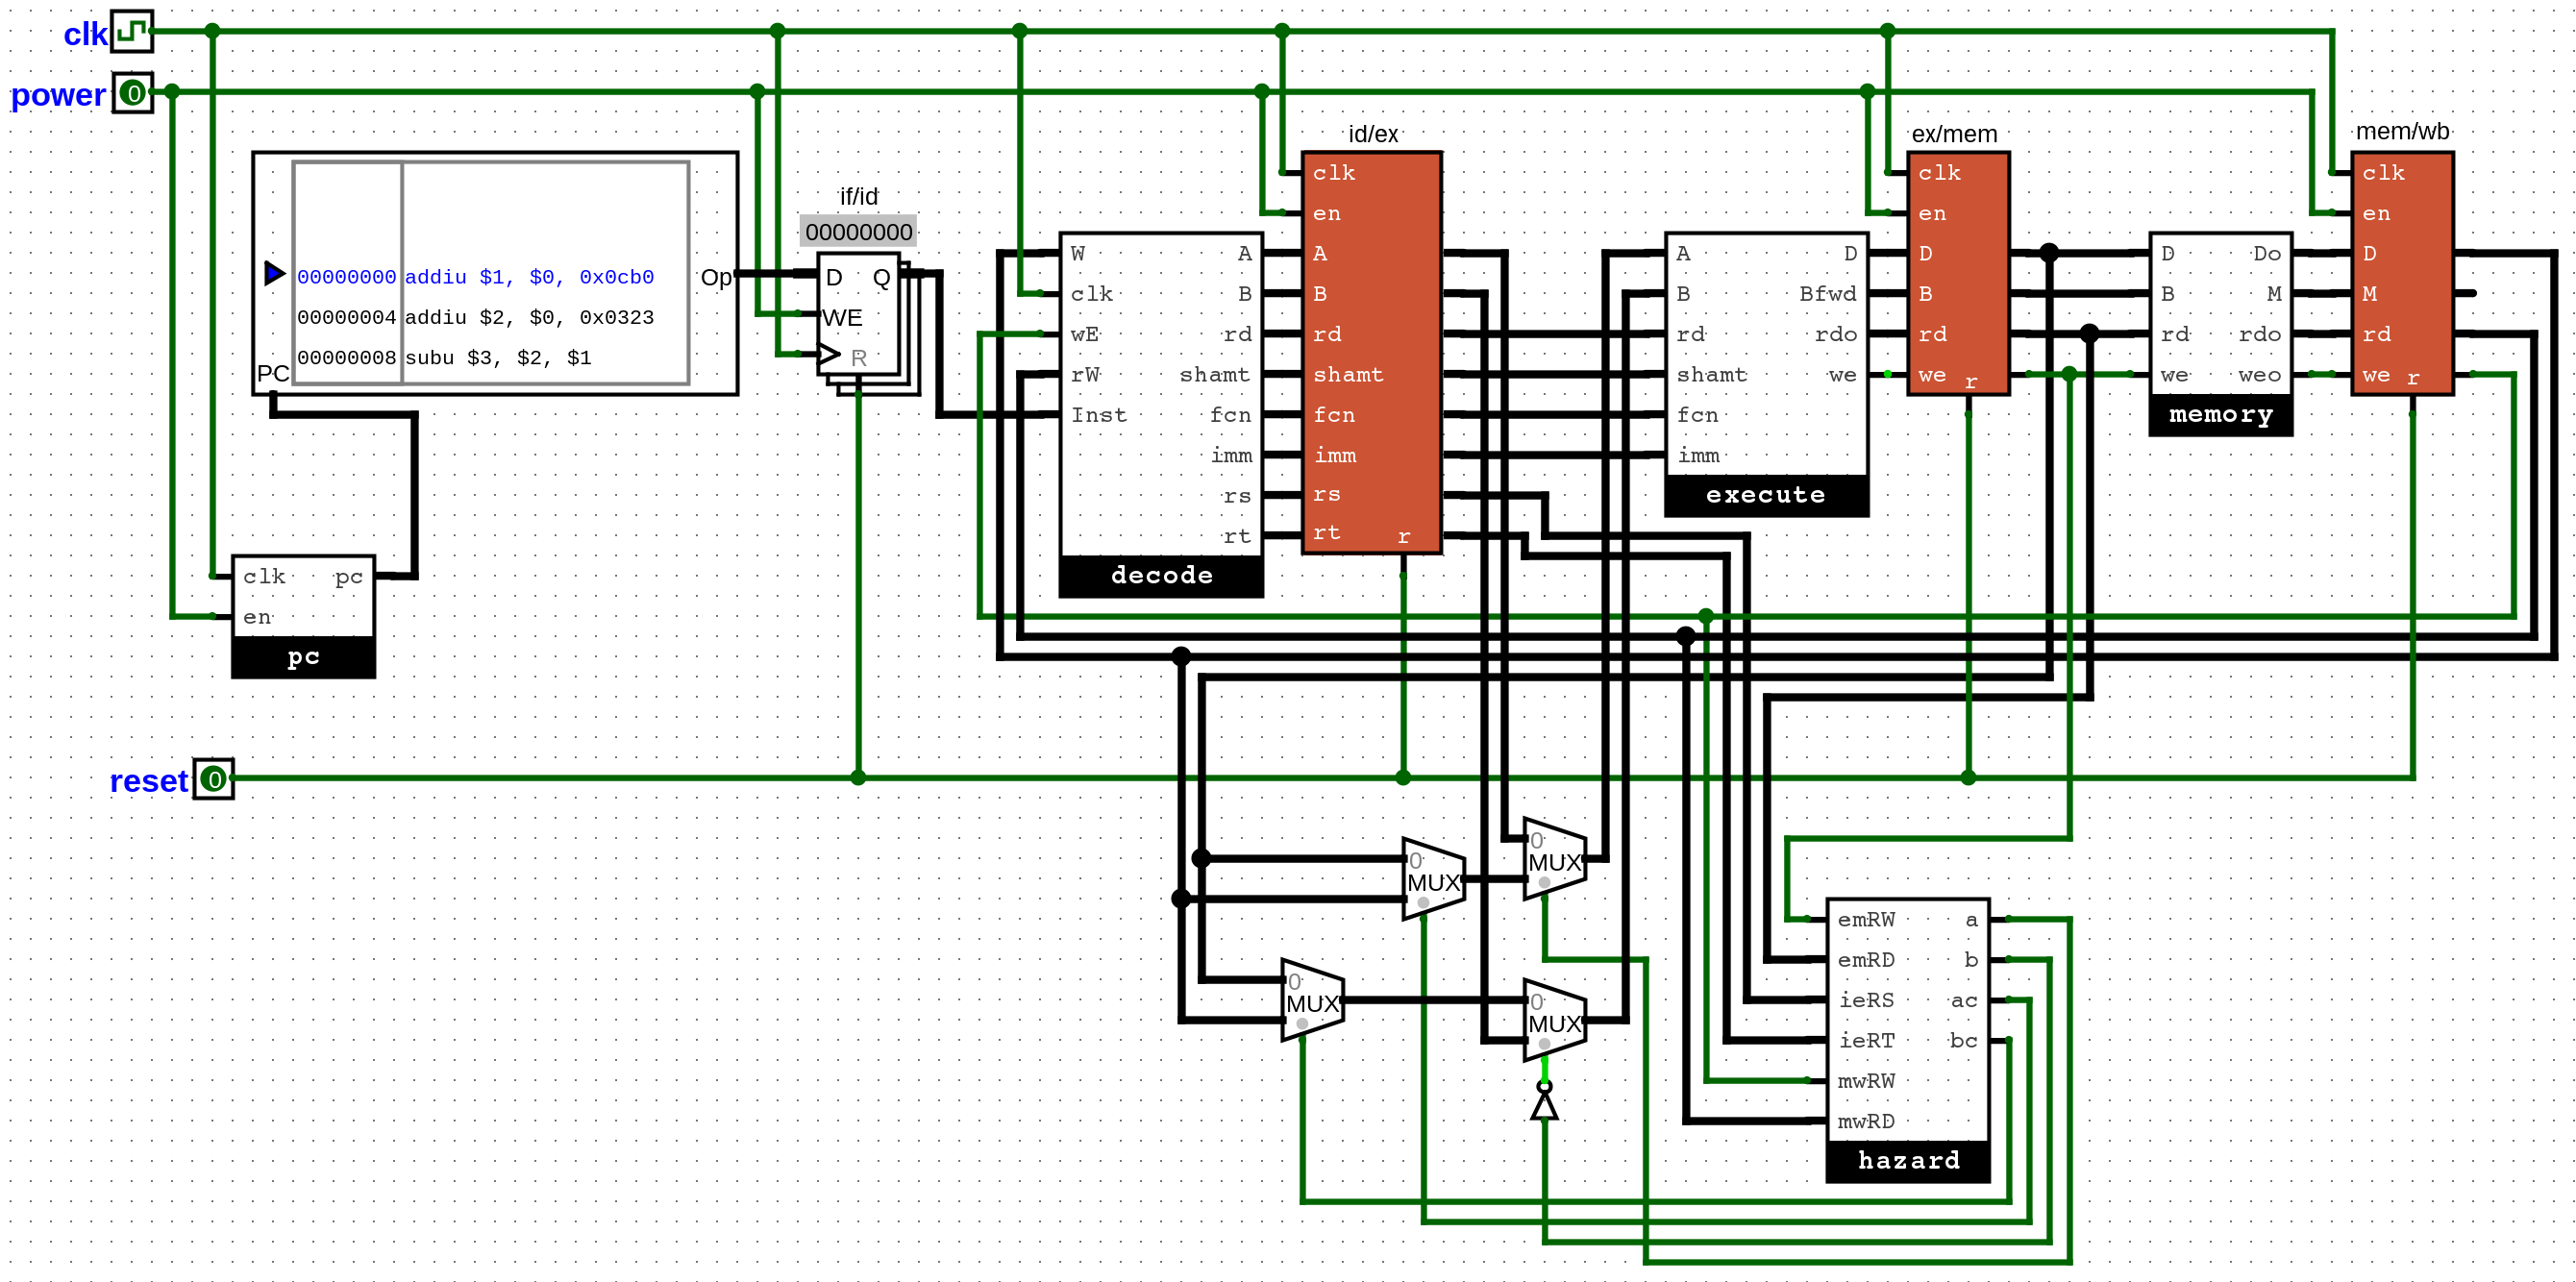 clk
power
0
id/ex
ex/mem
mem/wb
if/id
00000000
00000000 addiu $1, $0, 0x0cb0
00000004 addiu $2, $0, 0x0323
00000008 subu $3, $2, $1
PC
Op
D Q
WE
R
clk pc
en
pc
W A
clk B
wE rd
rW shamt
Inst fcn
imm
rs
rt
decode
clk
en
A
B
rd
shamt
fcn
imm
rs
rt r
A D
B Bfwd
rd rdo
shamt we
fcn
imm
execute
clk
en
D
B
rd
we r
D Do
B M
rd rdo
we weo
memory
clk
en
D
M
rd
we r
reset
0
0
MUX
0
MUX
0
MUX
0
MUX
emRW a
emRD b
ieRS ac
ieRT bc
mwRW
mwRD
hazard